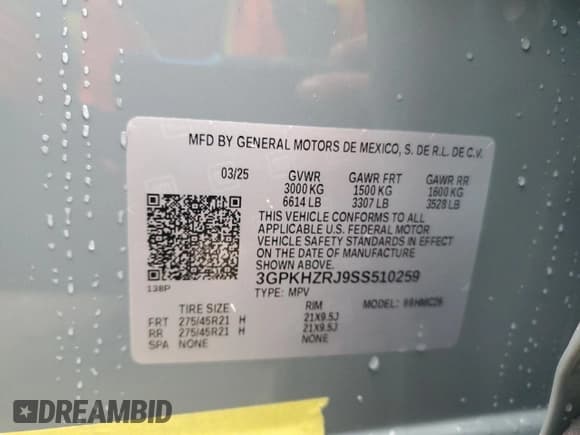 MFD BY GENERAL MOTORS DE MEXICO, S. DE R.L. DE C.V.
03/25 GVWR GAWR FRT GAWR RR
3000 KG 1500 KG 1600 KG
6614 LB 3307 LB 3528 LB
THIS VEHICLE CONFORMS TO ALL
APPLICABLE U.S. FEDERAL MOTOR
VEHICLE SAFETY STANDARDS IN EFFECT
ON THE DATE OF MANUFACTURE
SHOWN ABOVE.
138P
3GPKHZRJ9SS510259
TYPE: MPV MODEL:
TIRE SIZE RIM
FRT 275/45R21 H 21X9.5J
RR 275/45R21 H 21X9.5J
SPA NONE NONE
DREAMBID